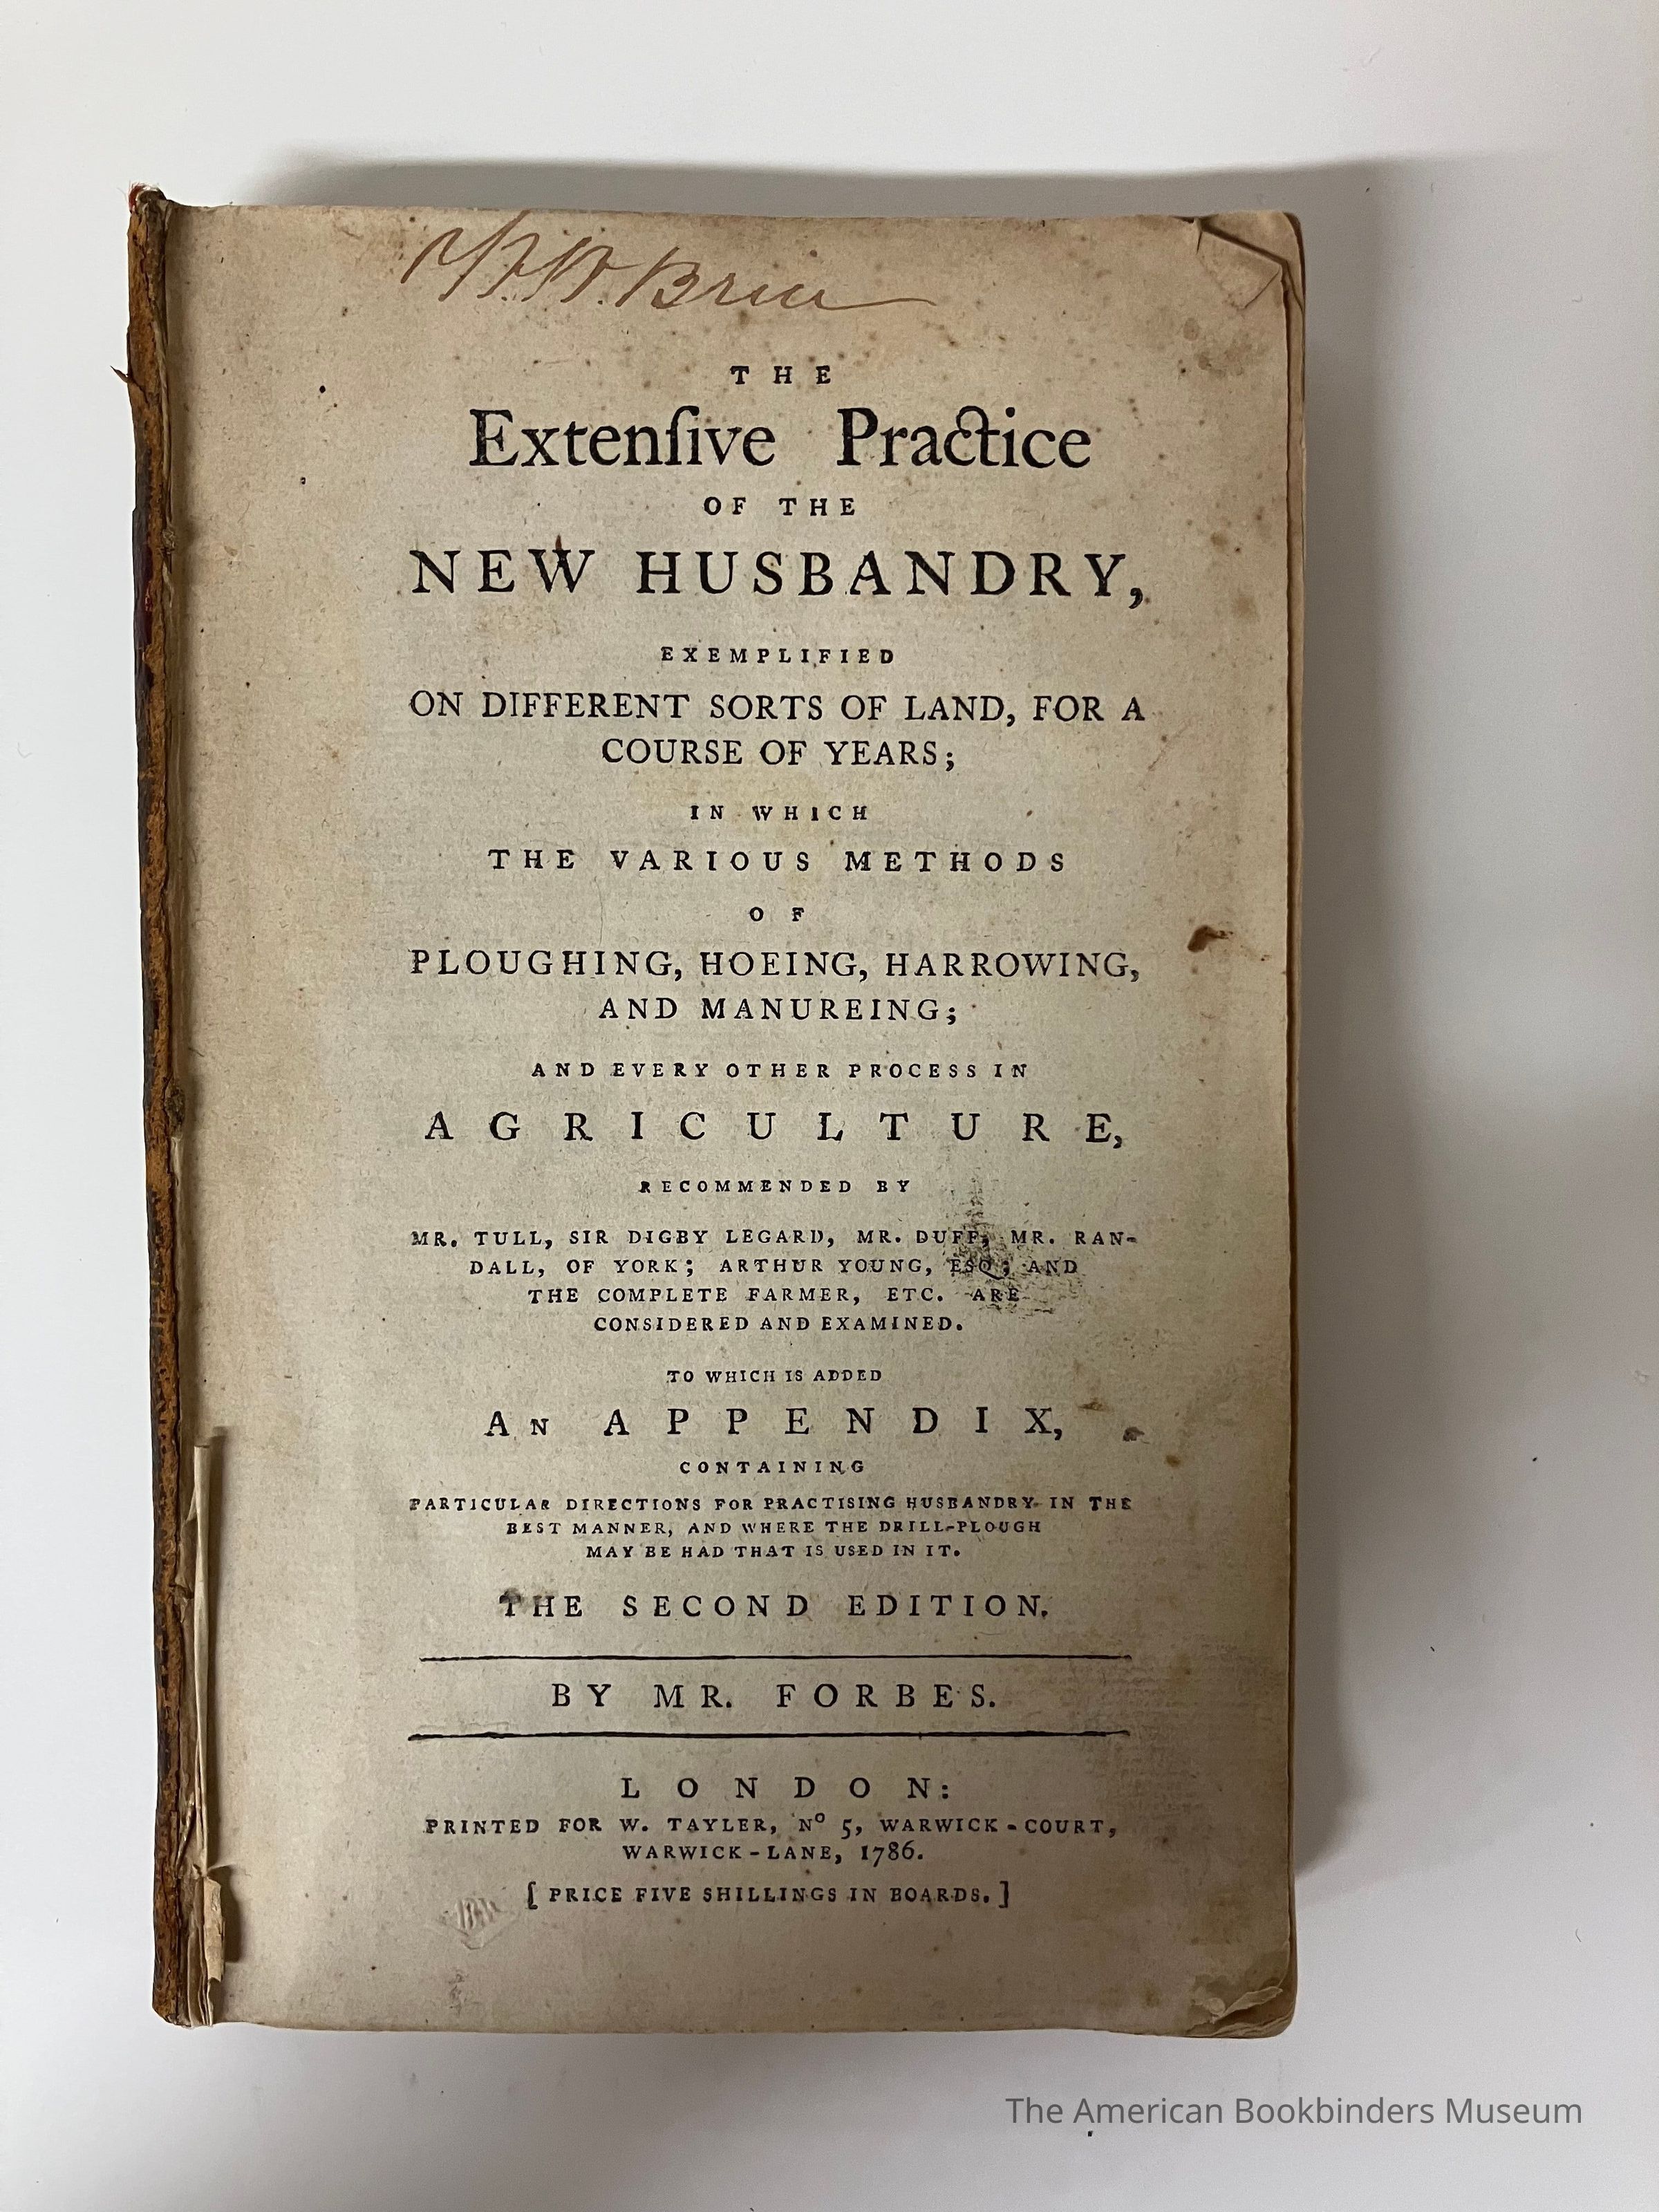 Brice
THE
Extenſive Practice
OF THE
NEW HUSBANDRY,
EXEMPLIFIED
ON DIFFERENT SORTS OF LAND, FOR A
COURSE OF YEARS;
IN WHICH
THE VARIOUS METHODS
OF
PLOUGHING, HOEING, HARROWING,
AND MANUREING;
AND EVERY OTHER PROCESS IN
AGRICULTURE,
RECOMMENDED BY
MR. TULL, SIR DIGBY LEGARD, MR. DUFF, MR. RAN-
DALL, OF YORK; ARTHUR YOUNG, ESQ; AND
THE COMPLETE FARMER, ETC. ARE
CONSIDERED AND EXAMINED.
TO WHICH IS ADDED
AN APPENDIX,
CONTAINING
PARTICULAR DIRECTIONS FOR PRACTISING HUSBANDRY IN THE
BEST MANNER, AND WHERE THE DRILL-PLOUGH
MAY BE HAD THAT IS USED IN IT.
THE SECOND EDITION.
BY MR. FORBES.
LONDON:
PRINTED FOR W. TAYLER, Nº 5, WARWICK-COURT,
WARWICK-LANE, 1786.
[PRICE FIVE SHILLINGS IN BOARDS.]
The American Bookbinders Museum